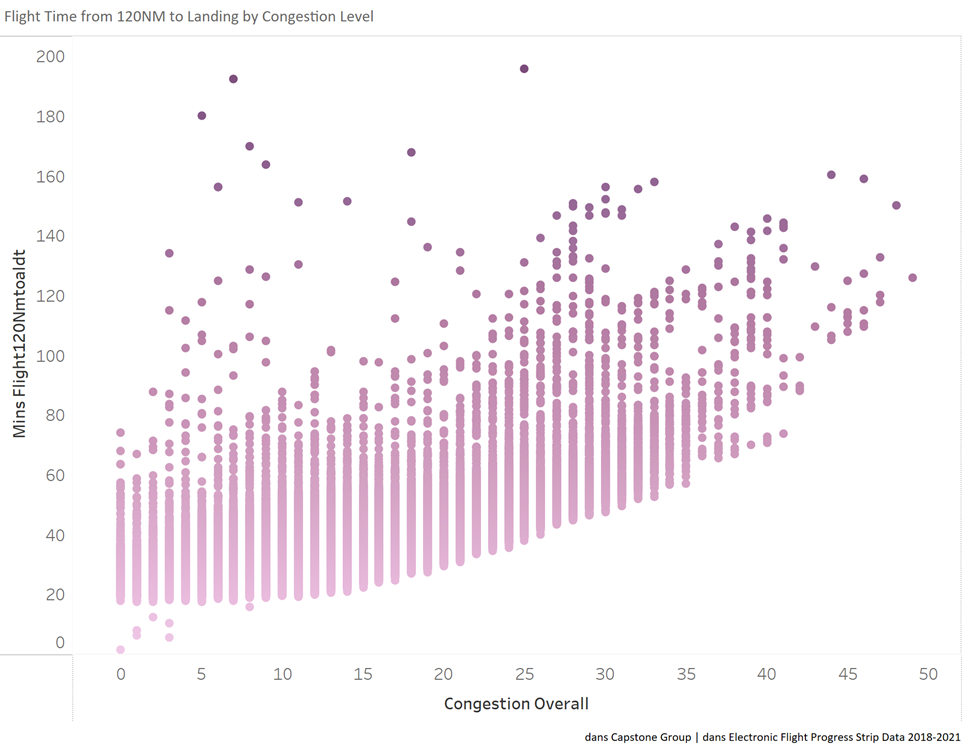 Flight Time from 120NM to Landing by Congestion Level
200
180
160
140
120
100
80
60
40
20
0
Mins Flight120Nmtoaldt
0 5 10 15 20 25 30 35 40 45 50
Congestion Overall
dans Capstone Group | dans Electronic Flight Progress Strip Data 2018-2021